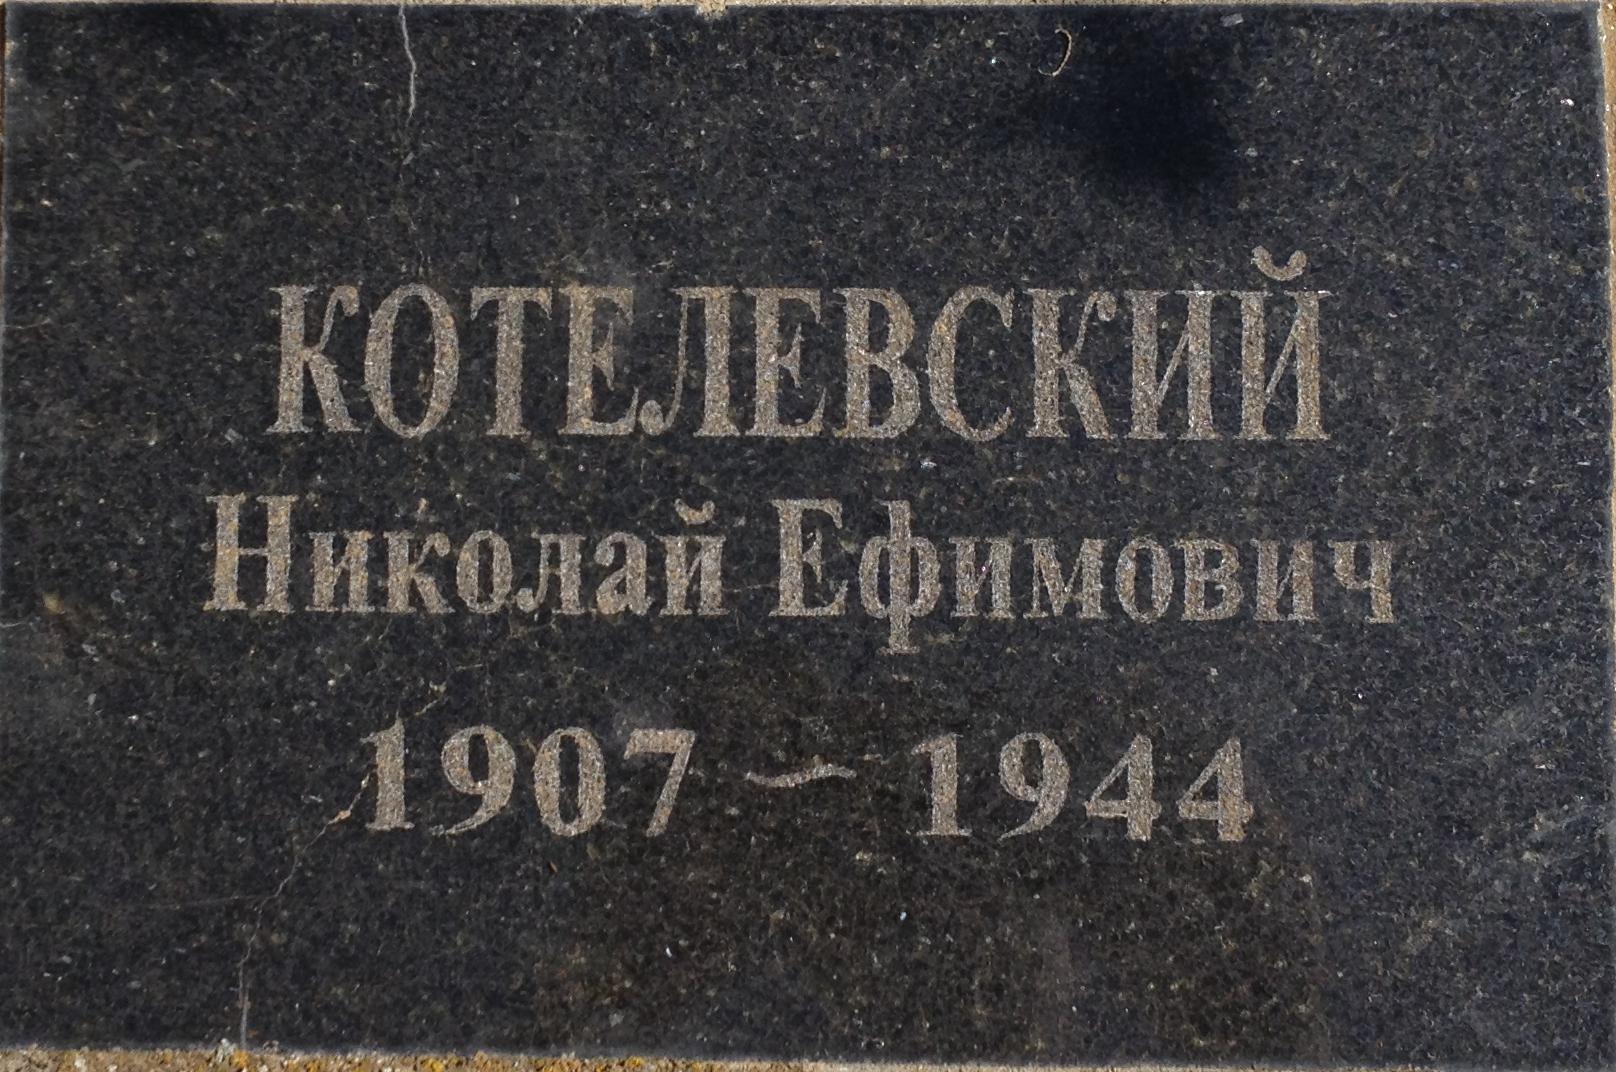 КОТЕЛЕВСКИЙ
Николай Ефимович
1907 ~ 1944